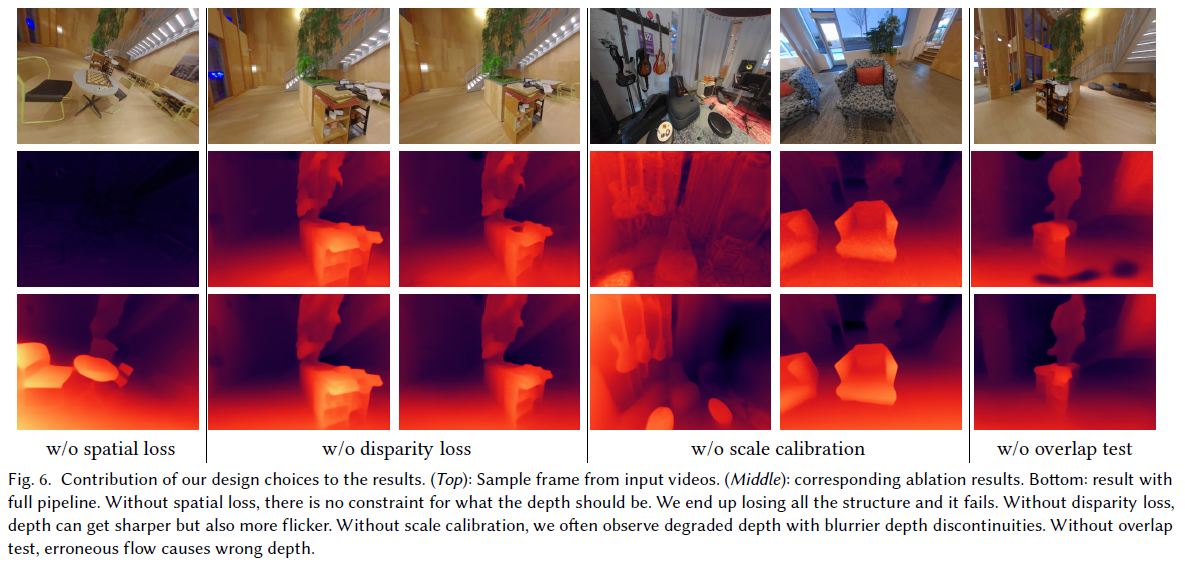 w/o spatial loss
w/o disparity loss
w/o scale calibration
w/o overlap test
Fig. 6. Contribution of our design choices to the results. (Top): Sample frame from input videos. (Middle): corresponding ablation results. Bottom: result with
full pipeline. Without spatial loss, there is no constraint for what the depth should be. We end up losing all the structure and it fails. Without disparity loss,
depth can get sharper but also more flicker. Without scale calibration, we often observe degraded depth with blurrier depth discontinuities. Without overlap
test, erroneous flow causes wrong depth.